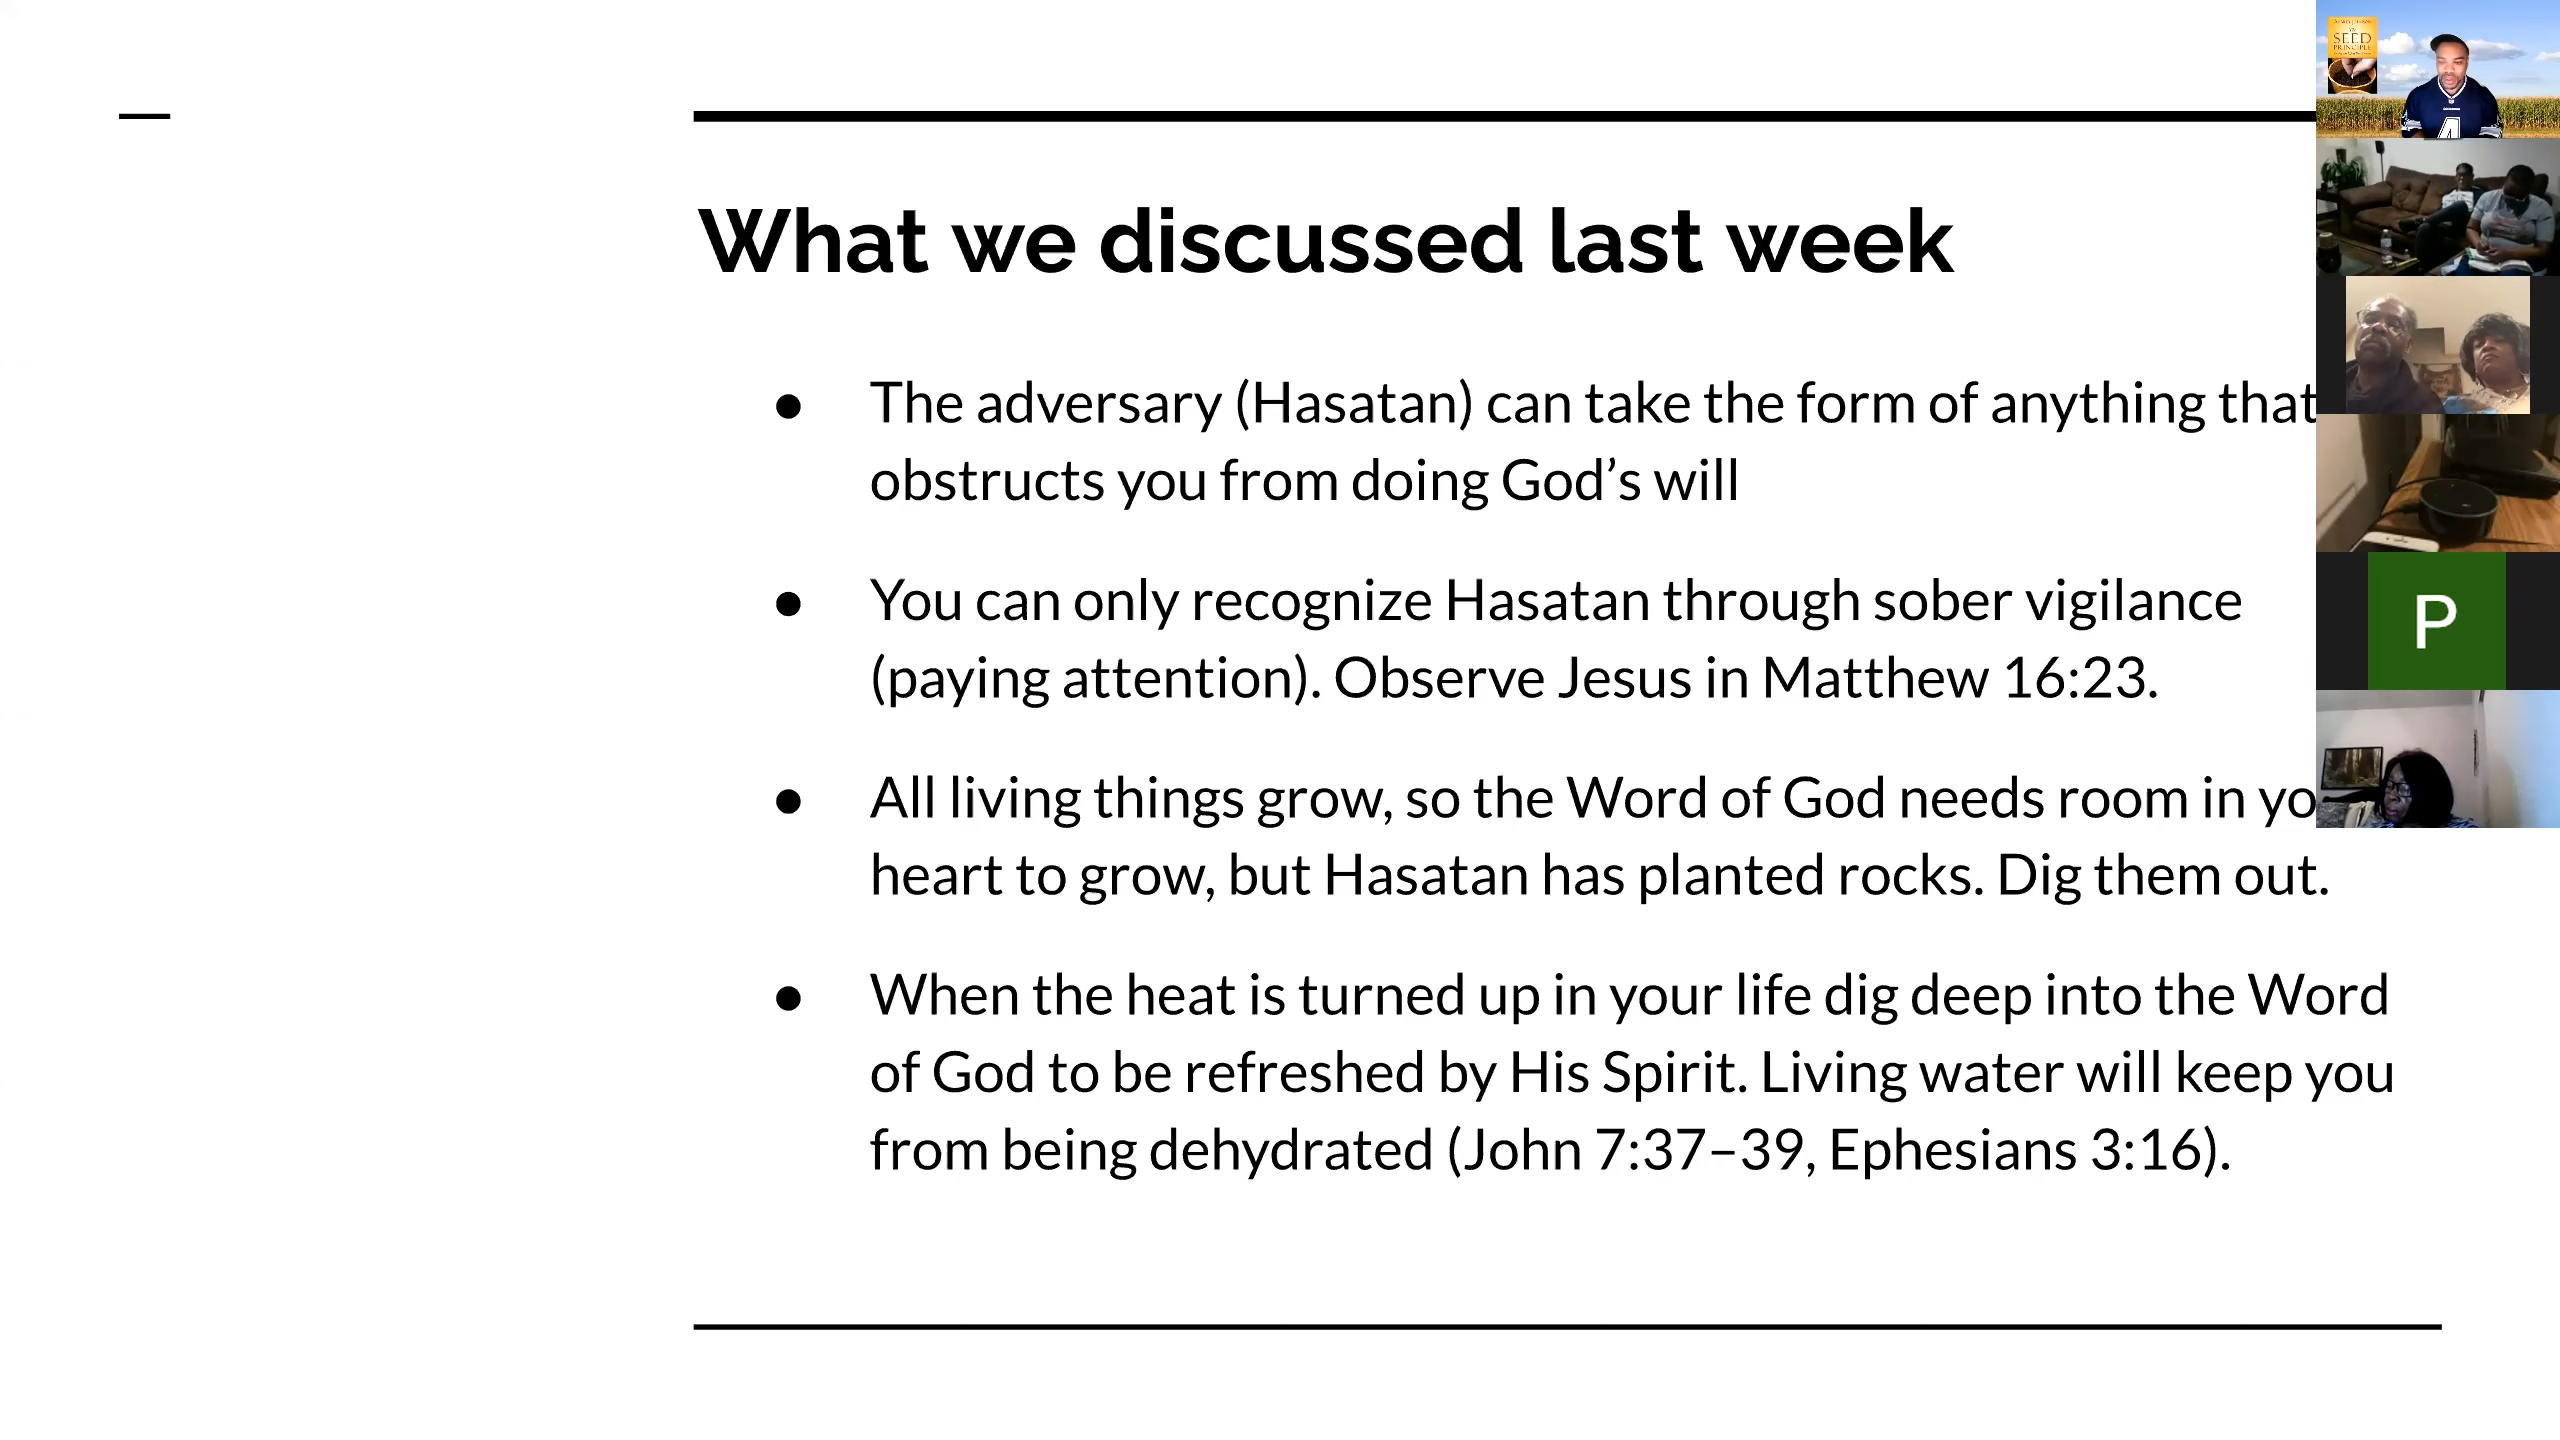 What we discussed last week
● The adversary (Hasatan) can take the form of anything that
obstructs you from doing God’s will
● You can only recognize Hasatan through sober vigilance
(paying attention). Observe Jesus in Matthew 16:23.
● All living things grow, so the Word of God needs room in yo
heart to grow, but Hasatan has planted rocks. Dig them out.
● When the heat is turned up in your life dig deep into the Word
of God to be refreshed by His Spirit. Living water will keep you
from being dehydrated (John 7:37–39, Ephesians 3:16).
SEED
PRINCIPLE
4
P